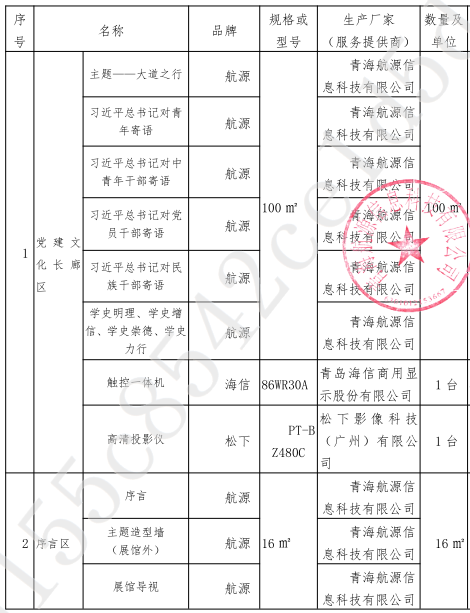 序号 名称 品牌 规格或型号 生产厂家（服务提供商） 数量及单位
1 党建文化长廊区
主题——大道之行 航源 100 ㎡ 青海航源信息科技有限公司 100 ㎡
习近平总书记对青年寄语 航源 青海航源信息科技有限公司
习近平总书记对中青年干部寄语 航源 青海航源信息科技有限公司
习近平总书记对党员干部寄语 航源 青海航源信息科技有限公司
习近平总书记对民族干部寄语 航源 青海航源信息科技有限公司
学史明理、学史增信、学史崇德、学史力行 航源 青海航源信息科技有限公司
触控一体机 海信 86WR30A 青岛海信商用显示股份有限公司 1 台
高清投影仪 松下 PT-BZ480C 松下影像科技（广州）有限公司 1 台
2 序言区
序言 航源 16 ㎡ 青海航源信息科技有限公司 16 ㎡
主题造型墙（展馆外） 航源 青海航源信息科技有限公司
展馆导视 航源 青海航源信息科技有限公司